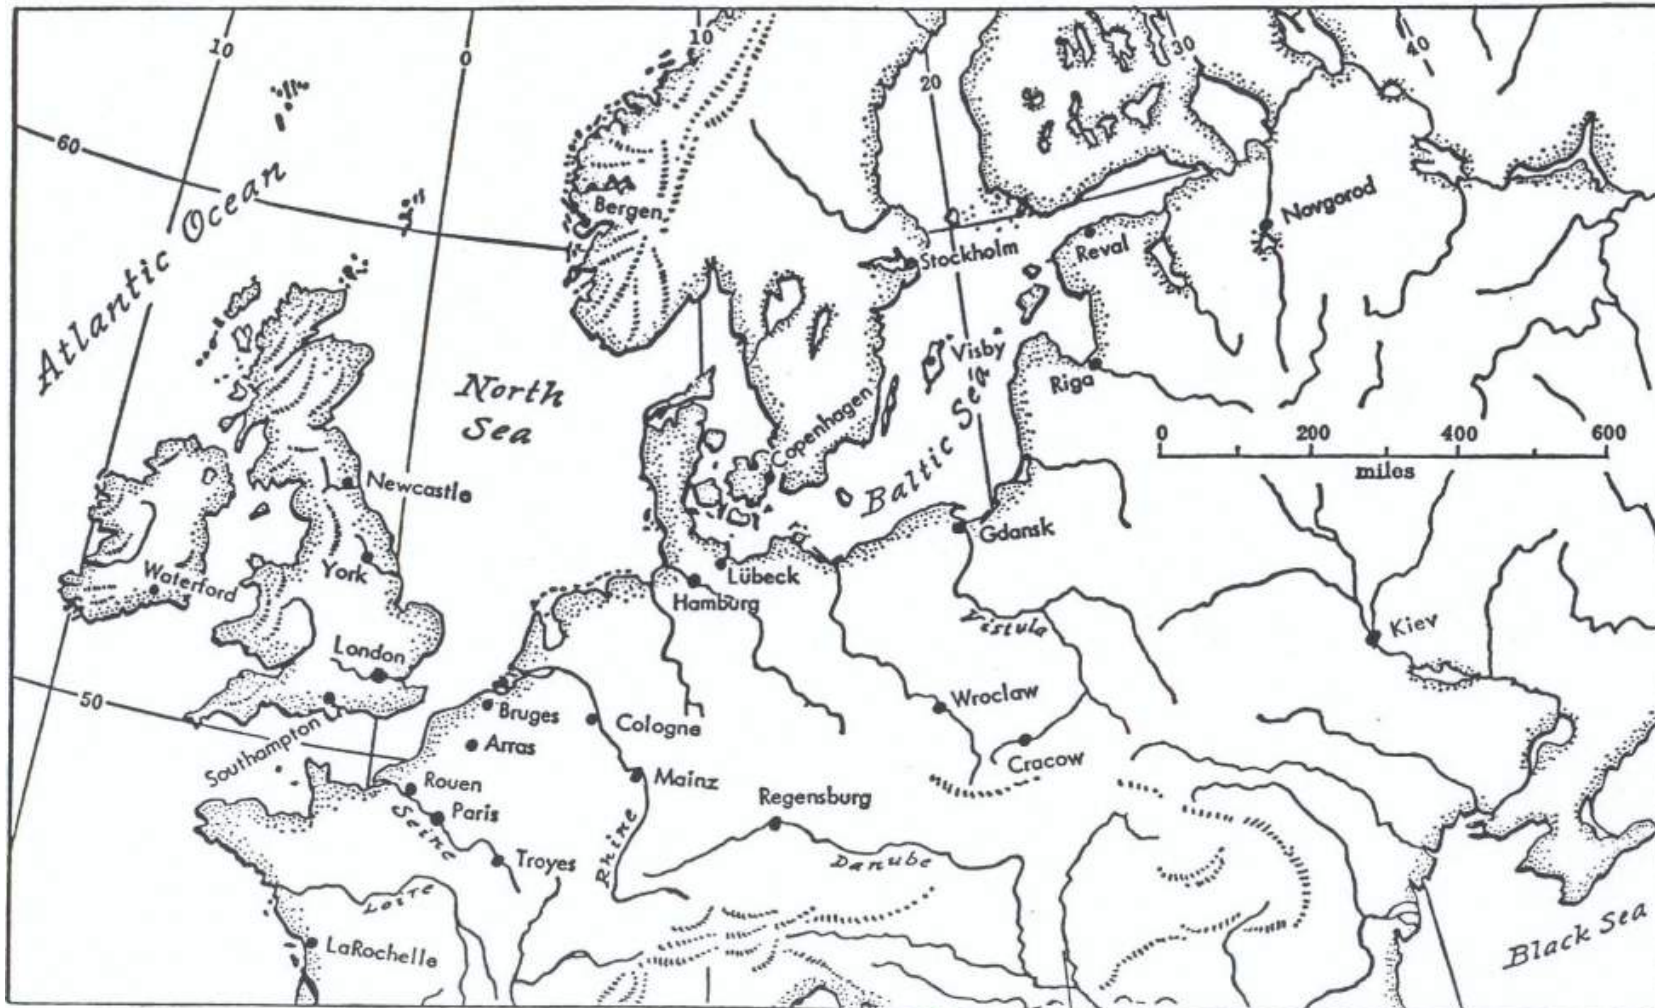 10
0
10
20
30
40
60
Atlantic Ocean
Bergen
Novgorod
Stockholm
Reval
North
Sea
Visby
Riga
Copenhagen
Baltic Sea
0 200 400 600
miles
Newcastle
Gdansk
York
Waterford
Lübeck
Hamburg
Vistula
Kiev
London
50
Bruges
Cologne
Wroclaw
Southampton
Arras
Cracow
Rouen
Mainz
Regensburg
Paris
Seine
Troyes
Rhine
Danube
Loire
LaRochelle
Black Sea